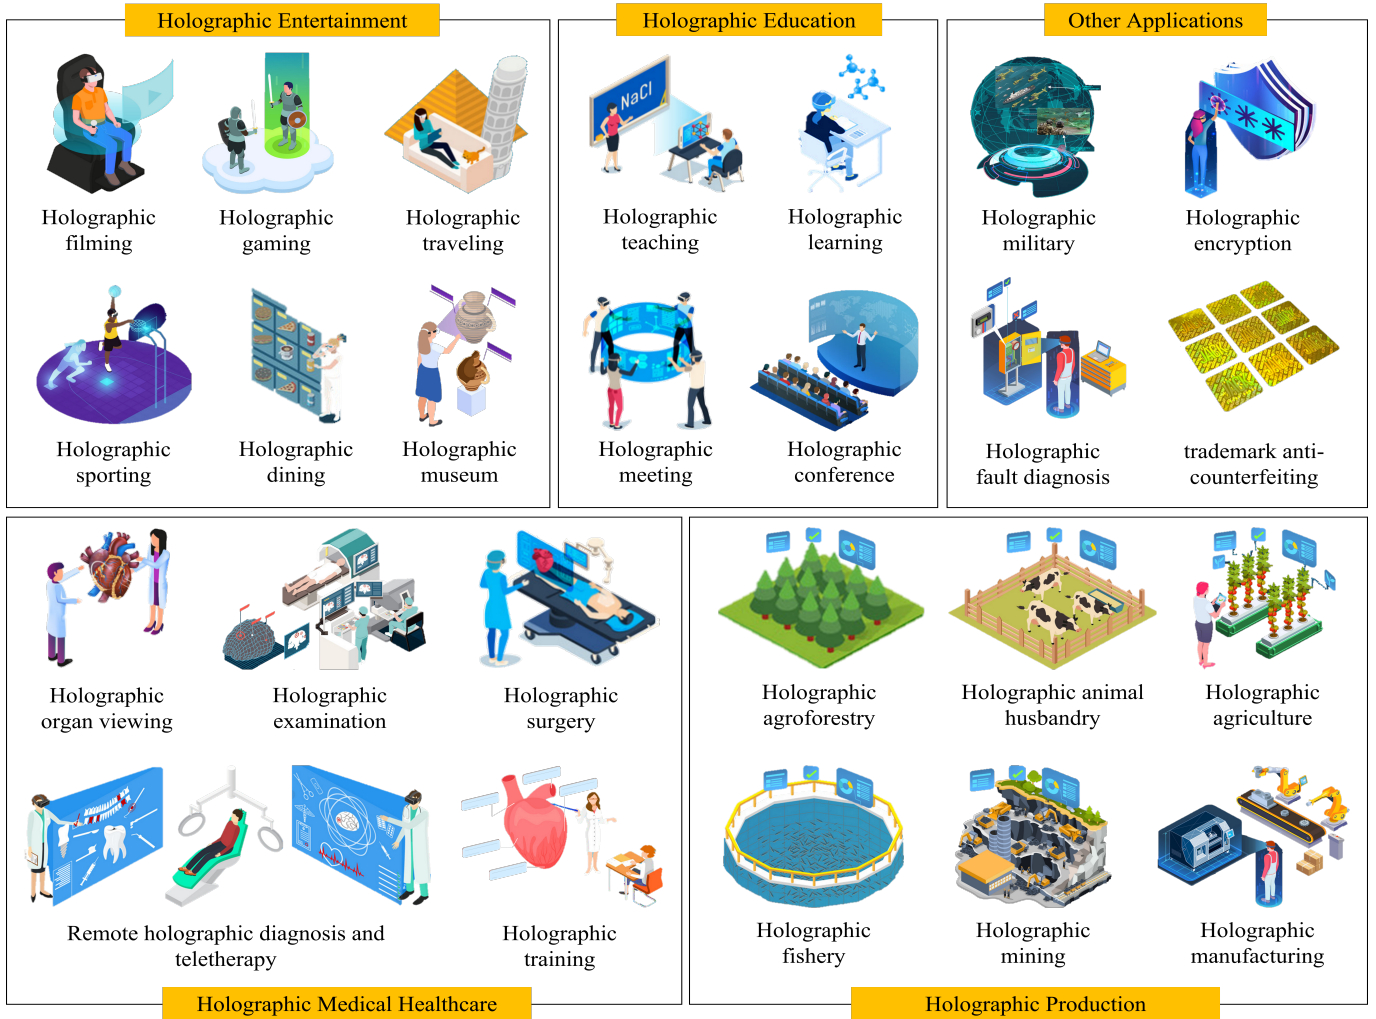 Holographic Entertainment
Holographic
filming
Holographic
gaming
Holographic
traveling
Holographic
sporting
Holographic
dining
Holographic
museum
Holographic Education
NaCl
Holographic
teaching
Holographic
learning
Holographic
meeting
Holographic
conference
Other Applications
Holographic
military
Holographic
encryption
Holographic
fault diagnosis
trademark anti-
counterfeiting
Holographic
organ viewing
Holographic
examination
Holographic
surgery
Remote holographic diagnosis and
teletherapy
Holographic
training
Holographic Medical Healthcare
Holographic
agroforestry
Holographic animal
husbandry
Holographic
agriculture
Holographic
fishery
Holographic
mining
Holographic
manufacturing
Holographic Production